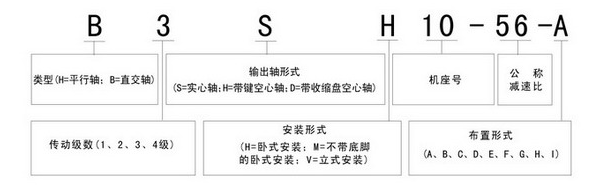 B 3 S H 10-56-A
类型(H=平行轴；B=直交轴)
输出轴形式
(S=实心轴；H=带键空心轴；D=带收缩盘空心轴)
机座号
公 称
减速比
传动级数(1、2、3、4级)
安装形式
(H=卧式安装；M=不带底脚
的卧式安装；V=立式安装)
布置形式
(A、B、C、D、E、F、G、H、I)